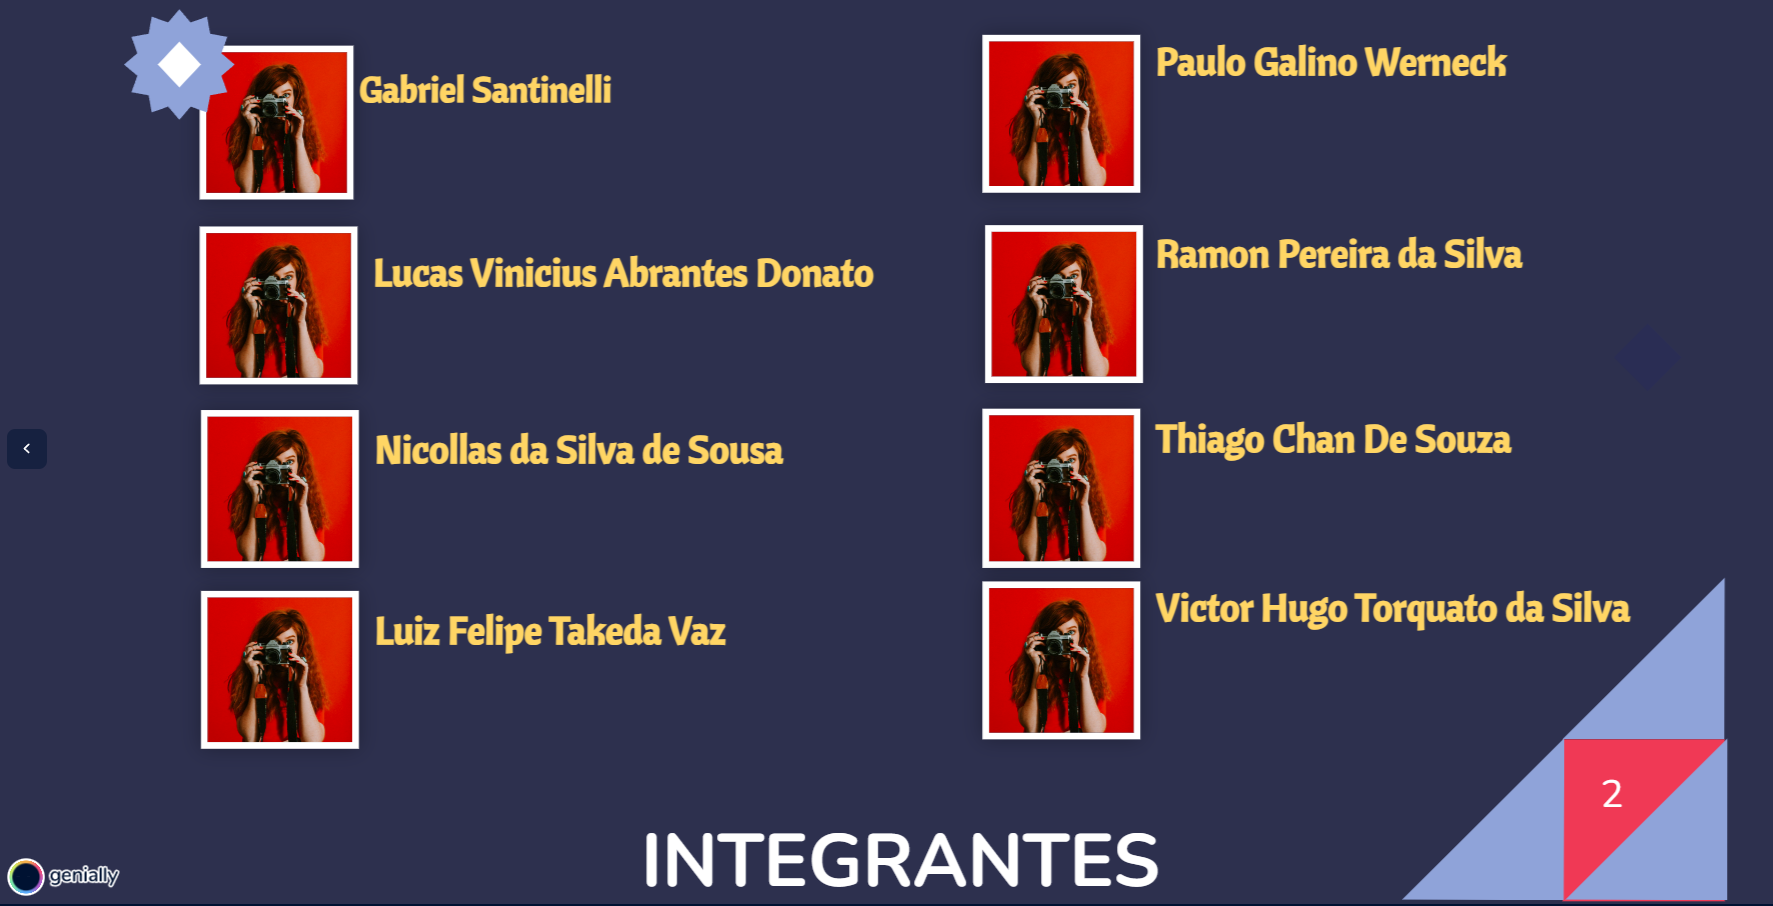 Gabriel Santinelli
Lucas Vinicius Abrantes Donato
Nicollas da Silva de Sousa
Luiz Felipe Takeda Vaz
Paulo Galino Werneck
Ramon Pereira da Silva
Thiago Chan De Souza
Victor Hugo Torquato da Silva
2
INTEGRANTES
genially